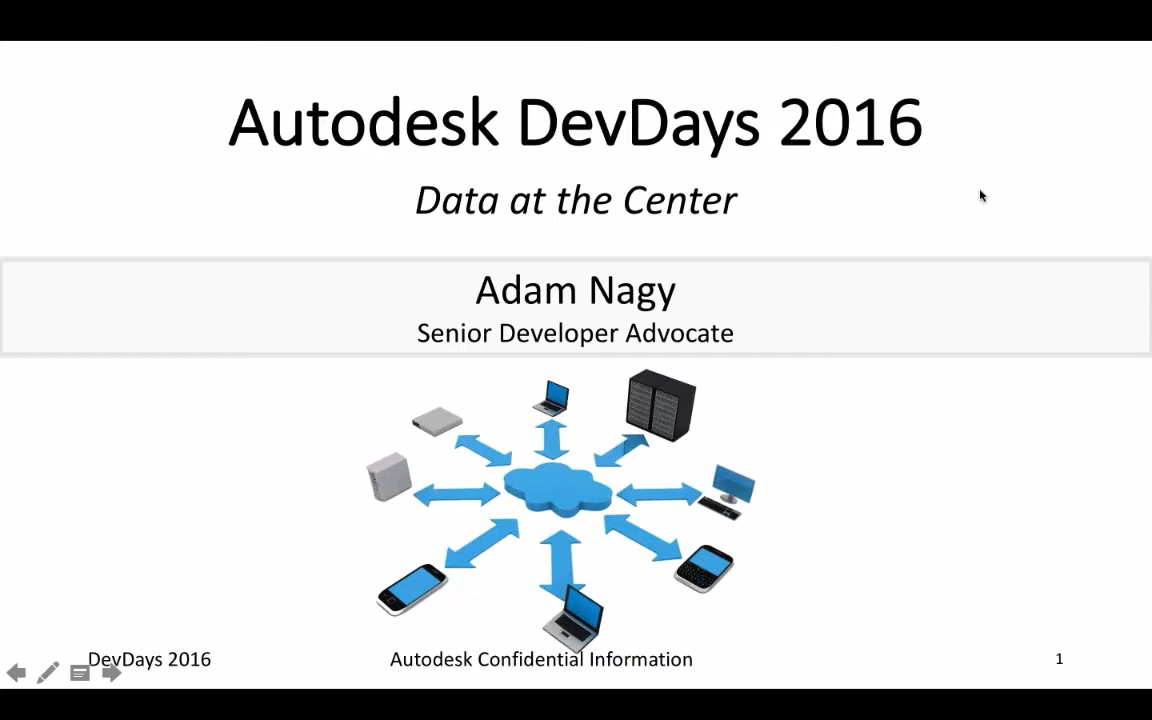 Autodesk DevDays 2016
Data at the Center
Adam Nagy
Senior Developer Advocate
DevDays 2016
Autodesk Confidential Information
1